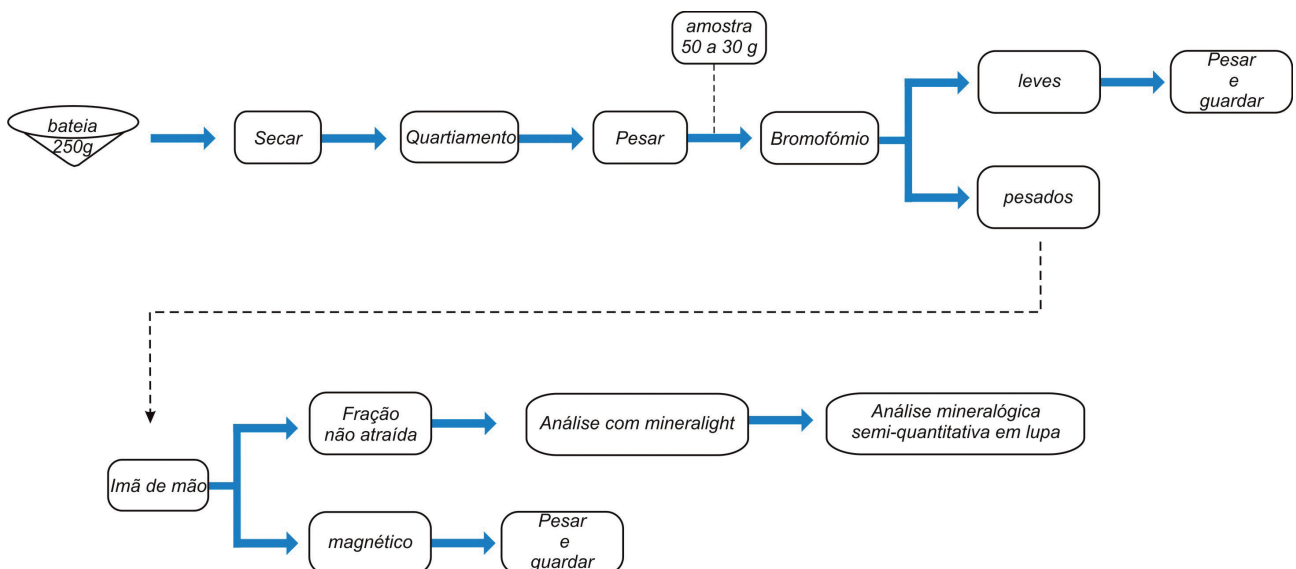 amostra
50 a 30 g
bateia
250g
Secar
Quartiamento
Pesar
Bromofómio
leves
Pesar
e
guardar
pesados
Imã de mão
Fração
não atraída
Análise com mineralight
Análise mineralógica
semi-quantitativa em lupa
magnético
Pesar
e
guardar